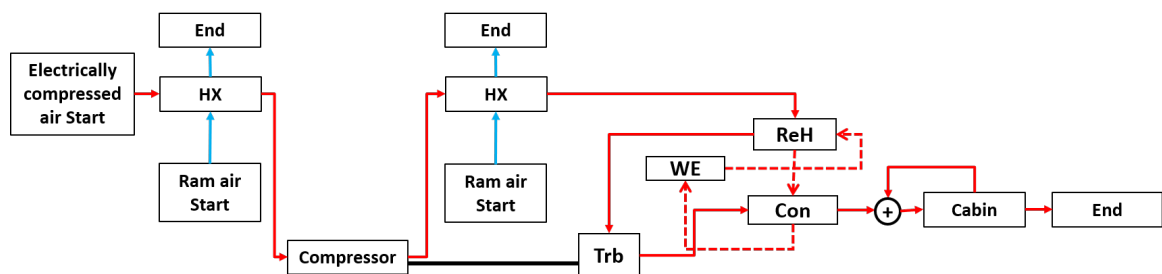 End
End
Electrically
compressed
air Start
HX
HX
ReH
WE
Ram air
Start
Ram air
Start
Con
+
Cabin
End
Compressor
Trb